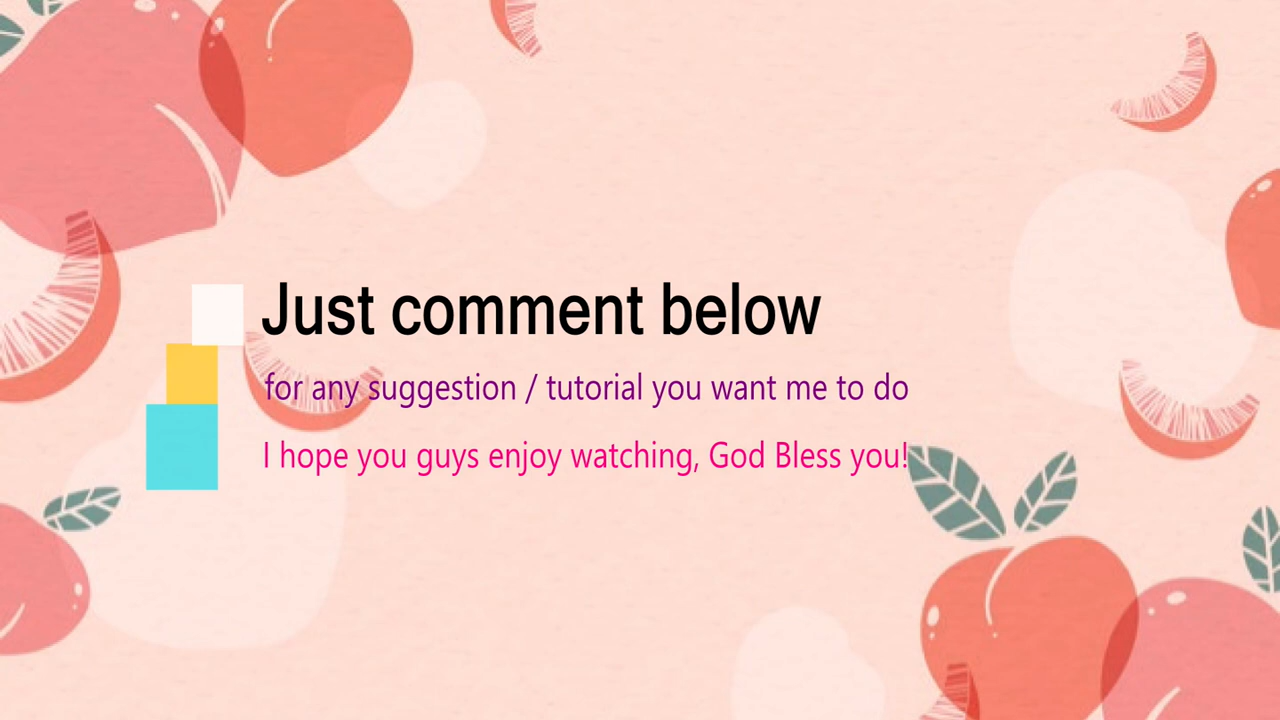 Just comment below
for any suggestion / tutorial you want me to do
I hope you guys enjoy watching, God Bless you!